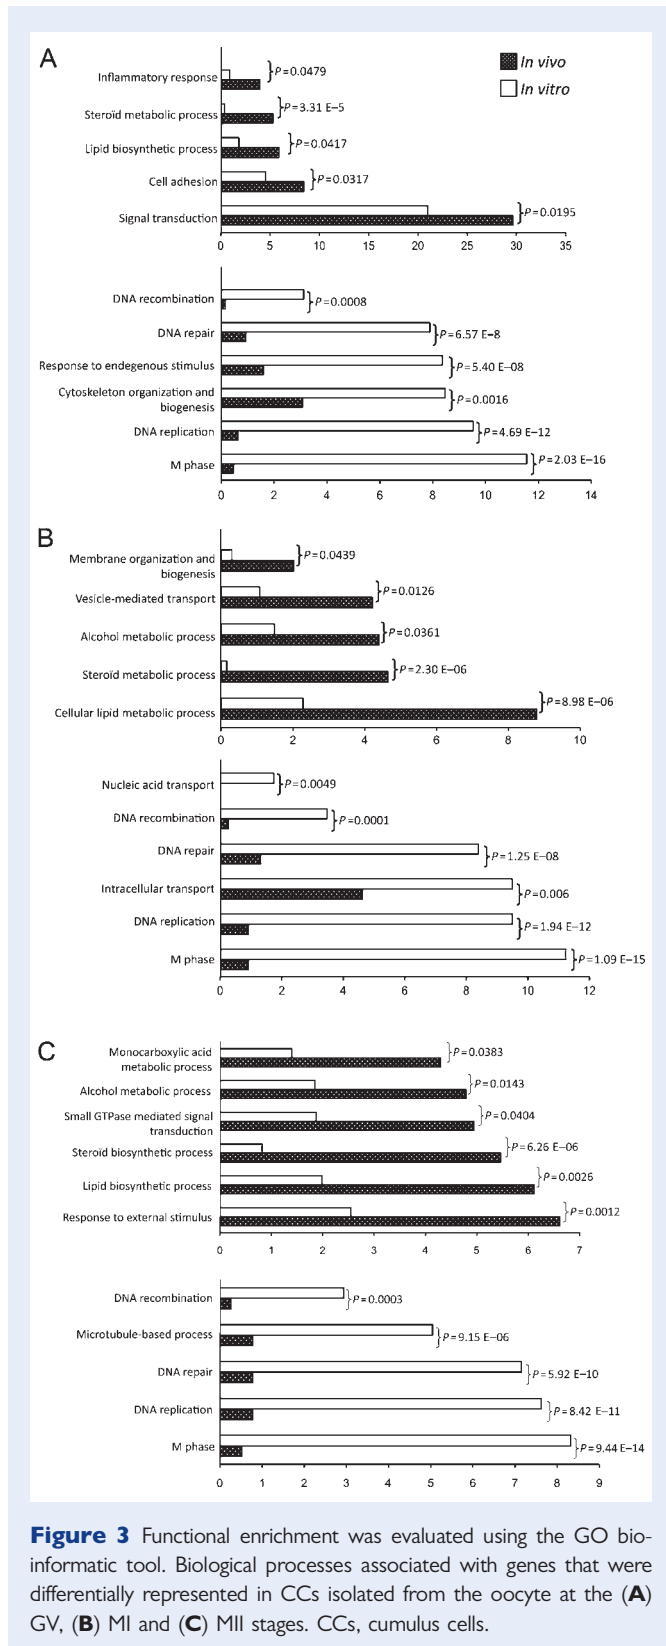 A
In vivo
In vitro
Inflammatory response
P=0.0479
Steroïd metabolic process
P=3.31 E–5
Lipid biosynthetic process
P=0.0417
Cell adhesion
P=0.0317
Signal transduction
P=0.0195
0 5 10 15 20 25 30 35
DNA recombination
P=0.0008
DNA repair
P=6.57 E–8
Response to endegenous stimulus
P=5.40 E–08
Cytoskeleton organization and
biogenesis
P=0.0016
DNA replication
P=4.69 E–12
M phase
P=2.03 E–16
0 2 4 6 8 10 12 14
B
Membrane organization and
biogenesis
P=0.0439
Vesicle-mediated transport
P=0.0126
Alcohol metabolic process
P=0.0361
Steroïd metabolic process
P=2.30 E–06
Cellular lipid metabolic process
P=8.98 E–06
0 2 4 6 8 10
Nucleic acid transport
P=0.0049
DNA recombination
P=0.0001
DNA repair
P=1.25 E–08
Intracellular transport
P=0.006
DNA replication
P=1.94 E–12
M phase
P=1.09 E–15
0 2 4 6 8 10 12
C
Monocarboxylic acid
metabolic process
P=0.0383
Alcohol metabolic process
P=0.0143
Small GTPase mediated signal
transduction
P=0.0404
Steroïd biosynthetic process
P=6.26 E–06
Lipid biosynthetic process
P=0.0026
Response to external stimulus
P=0.0012
0 1 2 3 4 5 6 7
DNA recombination
P=0.0003
Microtubule-based process
P=9.15 E–06
DNA repair
P=5.92 E–10
DNA replication
P=8.42 E–11
M phase
P=9.44 E–14
0 1 2 3 4 5 6 7 8 9
Figure 3 Functional enrichment was evaluated using the GO bio-
informatic tool. Biological processes associated with genes that were
differentially represented in CCs isolated from the oocyte at the (A)
GV, (B) MI and (C) MII stages. CCs, cumulus cells.